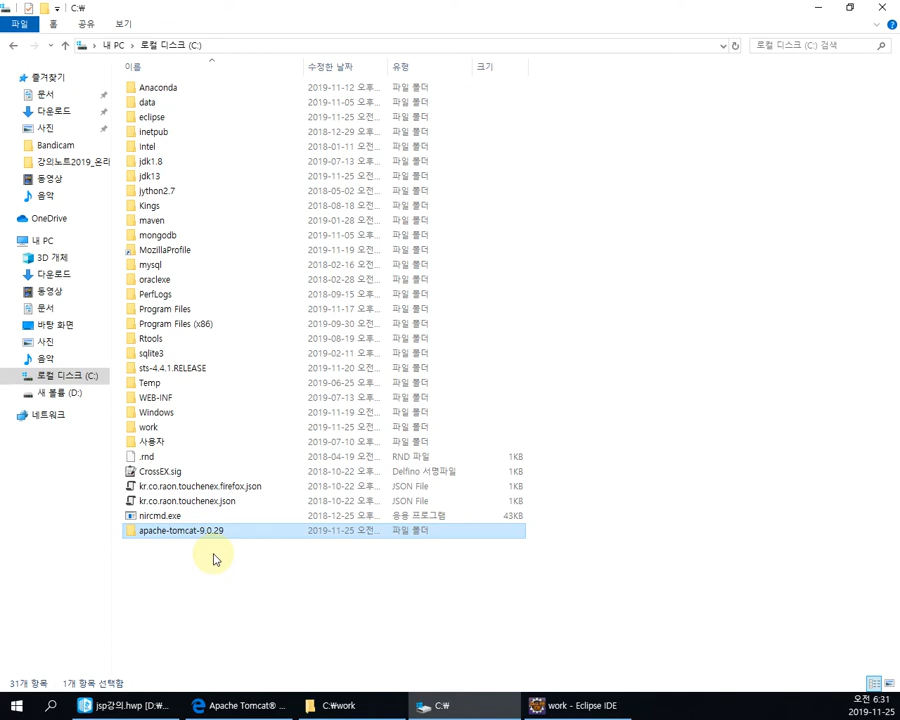 C:₩
파일 홈 공유 보기
내 PC 로컬 디스크 (C:) 로컬 디스크 (C:) 검색
이름 수정한 날짜 유형 크기
즐겨찾기
문서
다운로드
사진
Bandicam
강의노트2019_온라
동영상
음악
OneDrive
내 PC
3D 개체
다운로드
동영상
문서
바탕 화면
사진
음악
로컬 디스크 (C:)
새 볼륨 (D:)
네트워크
Anaconda 2019-11-12 오후... 파일 폴더
data 2019-11-05 오전... 파일 폴더
eclipse 2019-11-25 오전... 파일 폴더
inetpub 2018-12-29 오전... 파일 폴더
Intel 2018-01-11 오후... 파일 폴더
jdk1.8 2019-07-13 오전... 파일 폴더
jdk13 2019-11-25 오전... 파일 폴더
jython2.7 2018-05-02 오전... 파일 폴더
Kings 2018-08-18 오전... 파일 폴더
maven 2019-01-28 오전... 파일 폴더
mongodb 2019-11-05 오전... 파일 폴더
MozillaProfile 2019-11-19 오전... 파일 폴더
mysql 2018-02-16 오후... 파일 폴더
oraclexe 2018-02-28 오전... 파일 폴더
PerfLogs 2018-09-15 오후... 파일 폴더
Program Files 2019-11-17 오후... 파일 폴더
Program Files (x86) 2019-09-30 오전... 파일 폴더
Rtools 2019-08-19 오후... 파일 폴더
sqlite3 2019-02-11 오후... 파일 폴더
sts-4.4.1.RELEASE 2019-11-20 오후... 파일 폴더
Temp 2019-06-25 오후... 파일 폴더
WEB-INF 2019-07-13 오후... 파일 폴더
Windows 2019-11-19 오후... 파일 폴더
work 2019-11-25 오전... 파일 폴더
사용자 2019-07-10 오후... 파일 폴더
.rnd 2018-04-19 오후... RND 파일 1KB
CrossEX.sig 2018-10-22 오후... Delfino 서명파일 1KB
kr.co.raon.touchenex.firefox.json 2018-10-22 오후... JSON File 1KB
kr.co.raon.touchenex.json 2018-10-22 오후... JSON File 1KB
nircmd.exe 2018-12-25 오후... 응용 프로그램 43KB
apache-tomcat-9.0.29 2019-11-25 오전... 파일 폴더
31개 항목 1개 항목 선택함
jsp강의.hwp [D:₩... Apache Tomcat® ... C:₩work C:₩ work - Eclipse IDE 오전 6:31
2019-11-25